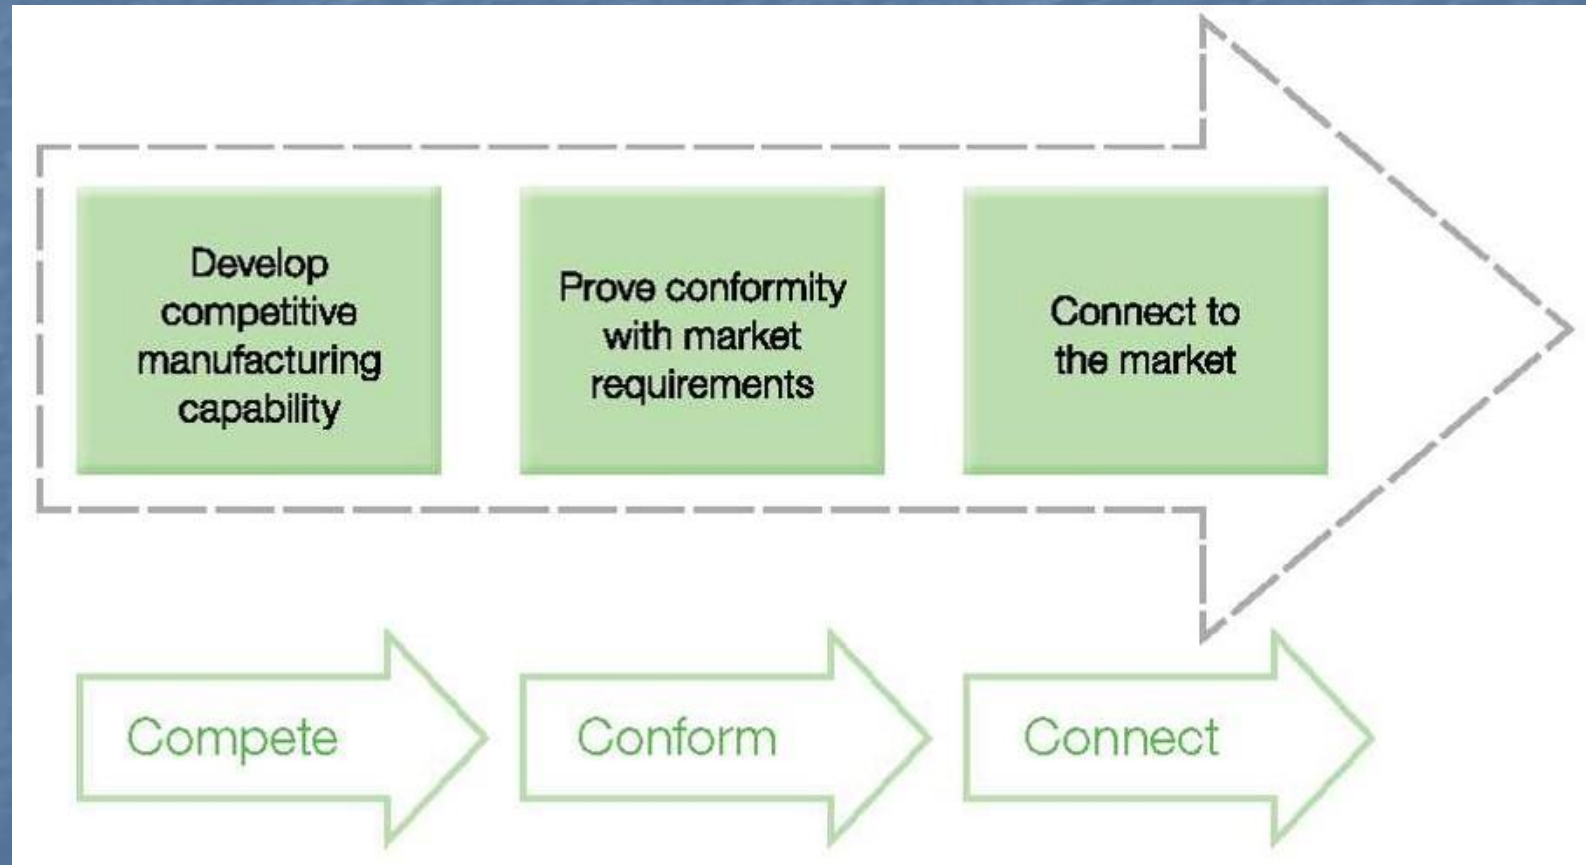 Develop
competitive
manufacturing
capability
Prove conformity
with market
requirements
Connect to
the market
Compete
Conform
Connect